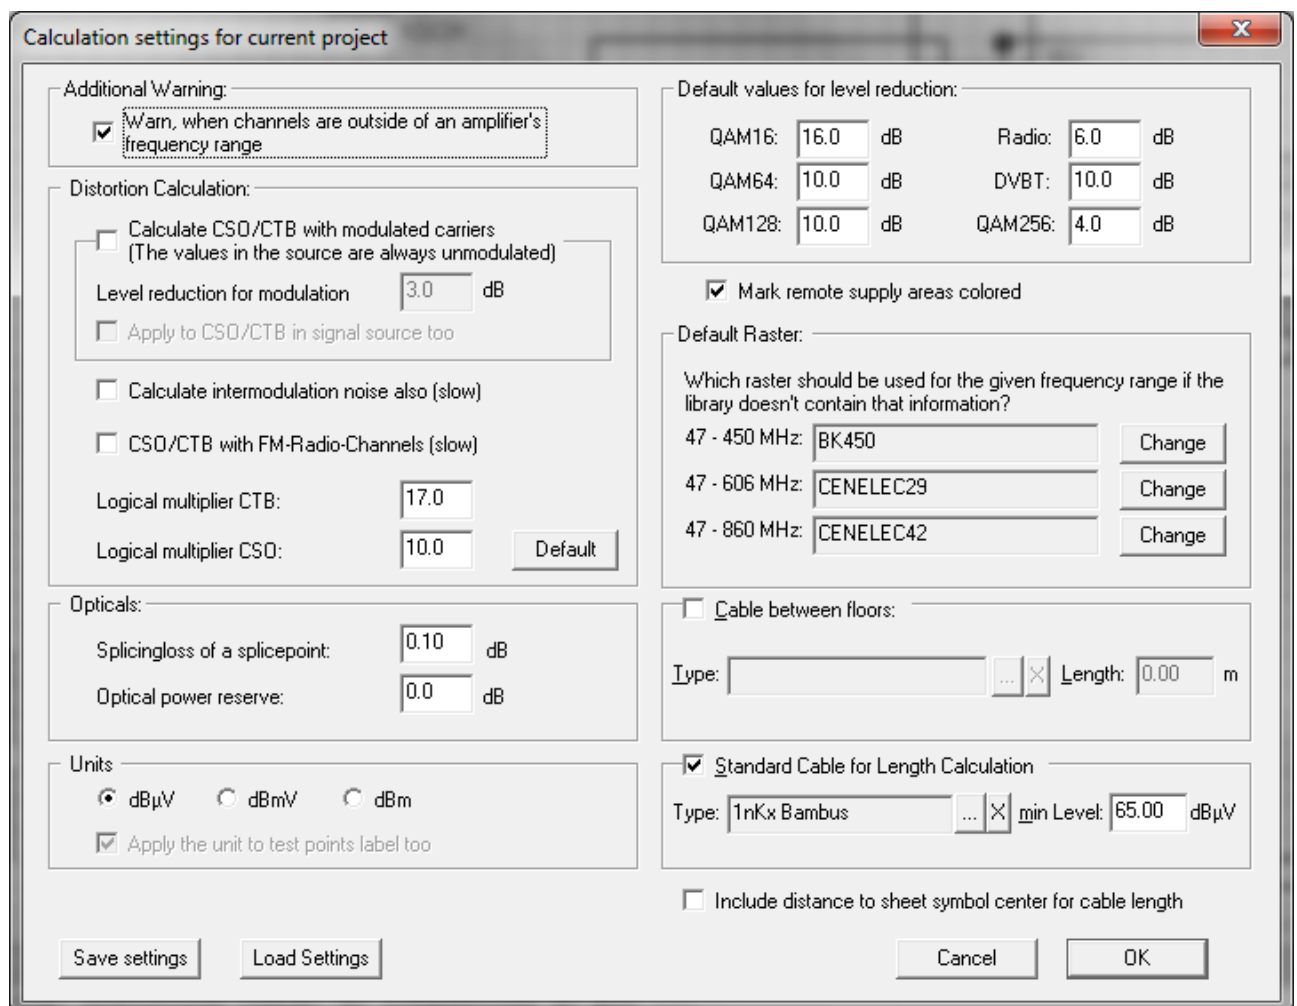 Calculation settings for current project
Additional Warning:
Warn, when channels are outside of an amplifier's
frequency range
Distortion Calculation:
Calculate CSO/CTB with modulated carriers
(The values in the source are always unmodulated)
Level reduction for modulation 3.0 dB
Apply to CSO/CTB in signal source too
Calculate intermodulation noise also (slow)
CSO/CTB with FM-Radio-Channels (slow)
Logical multiplier CTB: 17.0
Logical multiplier CSO: 10.0 Default
Opticals:
Splicingloss of a splicepoint: 0.10 dB
Optical power reserve: 0.0 dB
Units
dBµV dBmV dBm
Apply the unit to test points label too
Default values for level reduction:
QAM16: 16.0 dB Radio: 6.0 dB
QAM64: 10.0 dB DVBT: 10.0 dB
QAM128: 10.0 dB QAM256: 4.0 dB
Mark remote supply areas colored
Default Raster:
Which raster should be used for the given frequency range if the
library doesn't contain that information?
47 - 450 MHz: BK450 Change
47 - 606 MHz: CENELEC29 Change
47 - 860 MHz: CENELEC42 Change
Cable between floors:
Type: ... X Length: 0.00 m
Standard Cable for Length Calculation
Type: 1nKx Bambus ... X min Level: 65.00 dBµV
Include distance to sheet symbol center for cable length
Save settings Load Settings Cancel OK